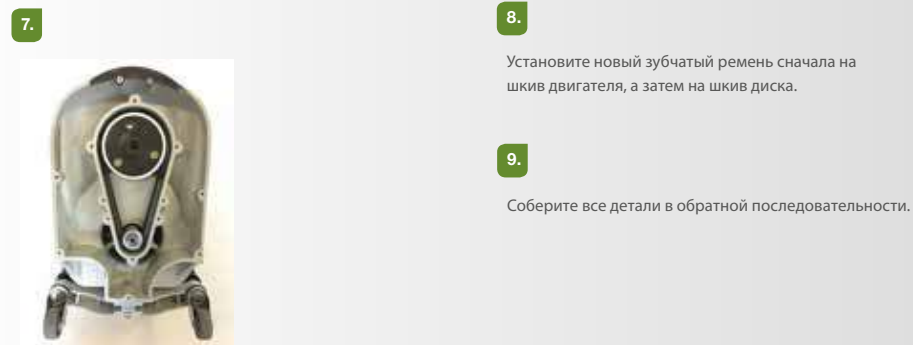 7.
8.
Установите новый зубчатый ремень сначала на
шкив двигателя, а затем на шкив диска.
9.
Соберите все детали в обратной последовательности.